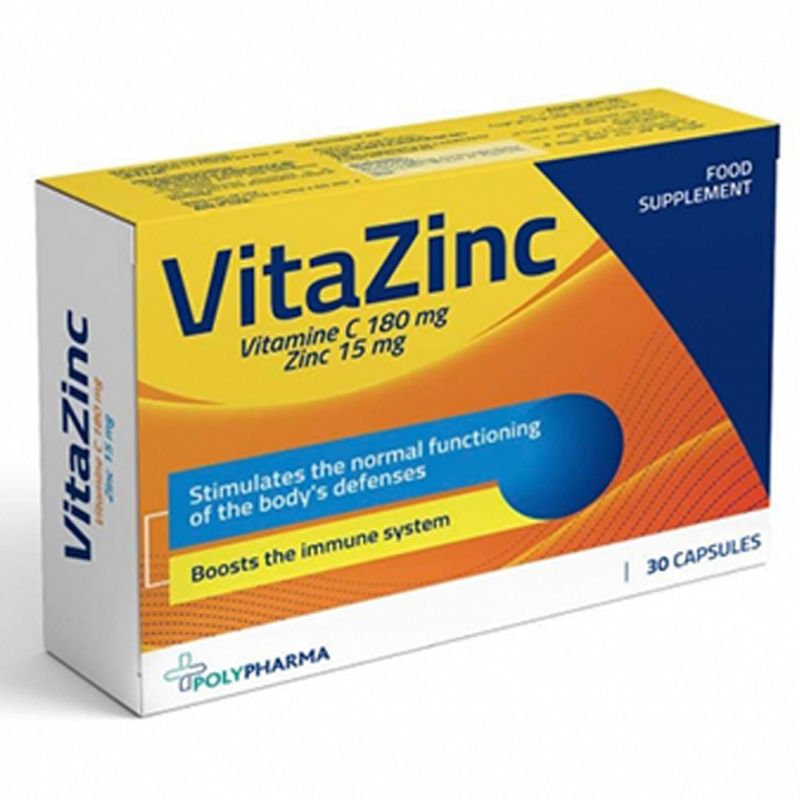 FOOD
SUPPLEMENT
VitaZinc
Vitamine C 180 mg
Zinc 15 mg
Stimulates the normal functioning
of the body's defenses
Boosts the immune system
30 CAPSULES
POLYPHARMA
VitaZinc
Vitamine C 180 mg
Zinc 15 mg